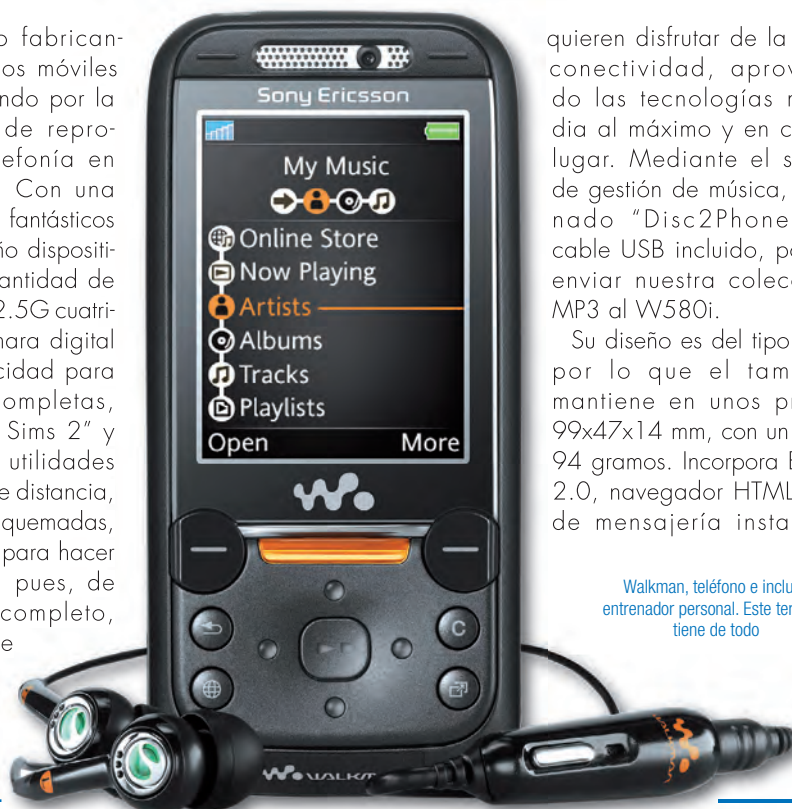 o fabrican-
os móviles
ndo por la
de repro-
efonía en
Con una
fantásticos
ño dispositi-
antidad de
2.5G cuatri-
mara digital
cidad para
ompletas,
Sims 2” y
utilidades
e distancia,
quemadas,
para hacer
pues, de
completo,
e
Sony Ericsson
My Music
Online Store
Now Playing
Artists
Albums
Tracks
Playlists
Open More
C
WALKM
quieren disfrutar de la
conectividad, aprov
do las tecnologías
dia al máximo y en c
lugar. Mediante el s
de gestión de música,
nado “Disc2Phone
cable USB incluido, po
enviar nuestra colec
MP3 al W580i.
Su diseño es del tipo
por lo que el tam
mantiene en unos pr
99x47x14 mm, con un
94 gramos. Incorpora B
2.0, navegador HTML
de mensajería insta
Walkman, teléfono e inclu
entrenador personal. Este ter
tiene de todo